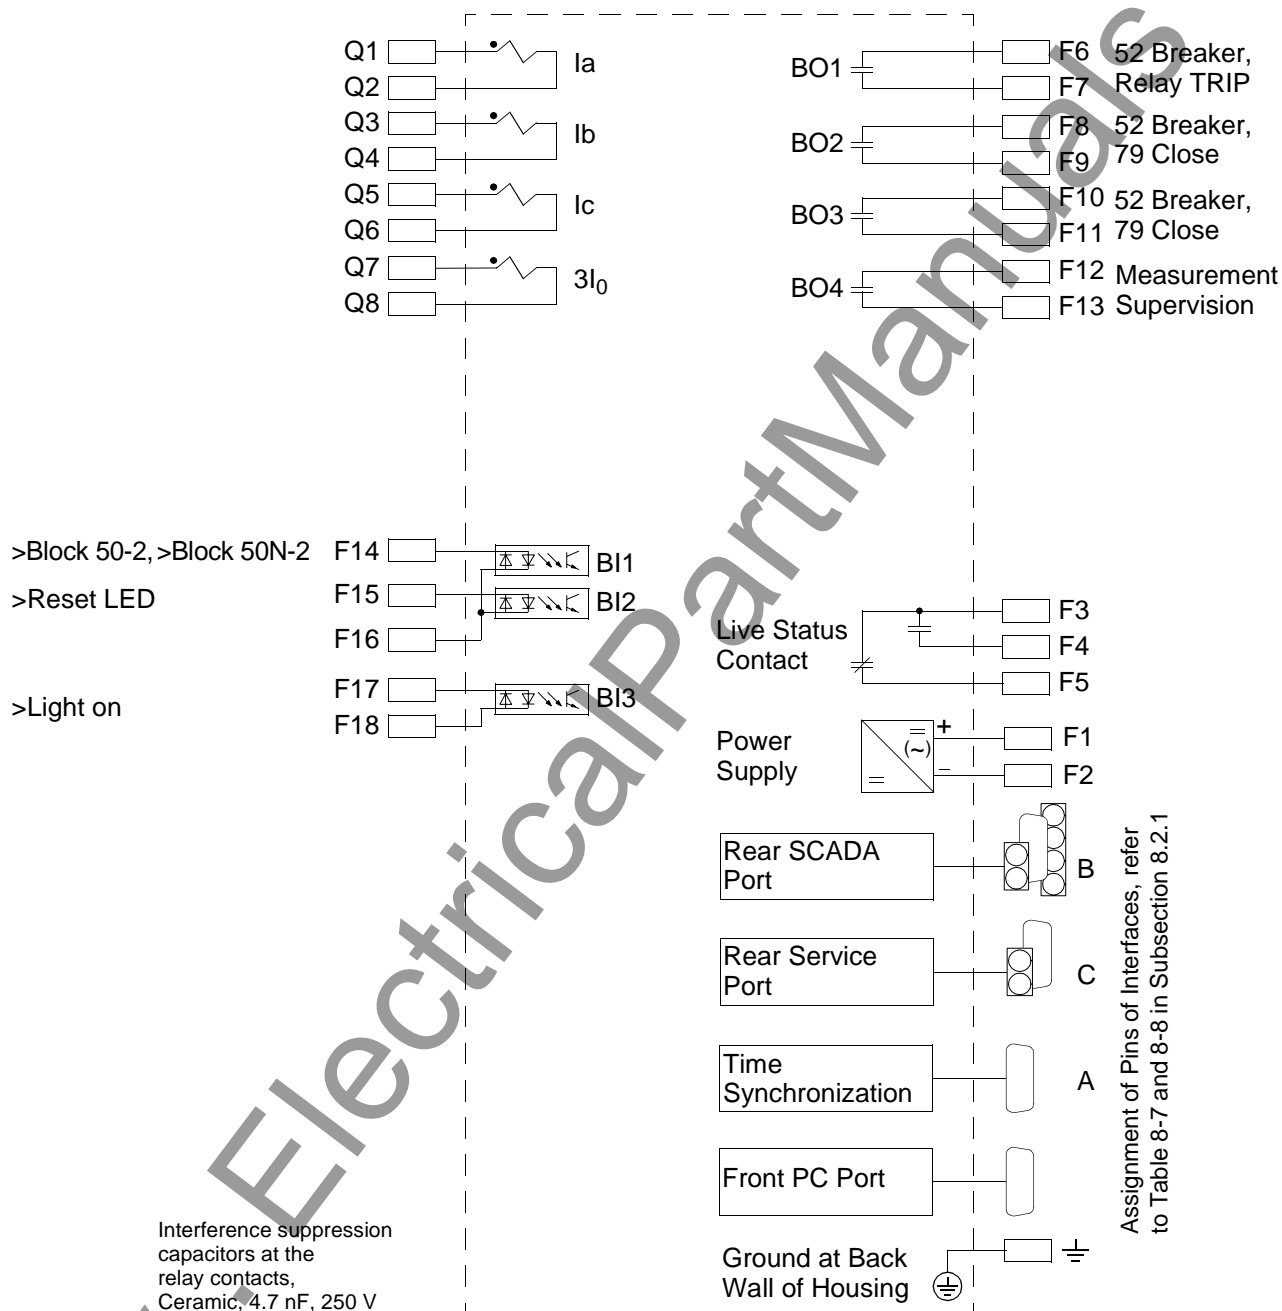 Q1
Q2
Ia
Q3
Q4
Ib
Q5
Q6
Ic
Q7
Q8
3I0
BO1
F6 52 Breaker,
F7 Relay TRIP
BO2
F8 52 Breaker,
F9 79 Close
BO3
F10 52 Breaker,
F11 79 Close
BO4
F12 Measurement
F13 Supervision
>Block 50-2, >Block 50N-2 F14
BI1
>Reset LED F15
BI2
F16
>Light on
F17
BI3
F18
Live Status
Contact
F3
F4
F5
Power
Supply
(~)
+
-
F1
F2
Rear SCADA
Port
B
Rear Service
Port
C
Time
Synchronization
A
Front PC Port
Ground at Back
Wall of Housing
Assignment of Pins of Interfaces, refer
to Table 8-7 and 8-8 in Subsection 8.2.1
Interference suppression
capacitors at the
relay contacts,
Ceramic, 4.7 nF, 250 V
ElectricalPartManuals